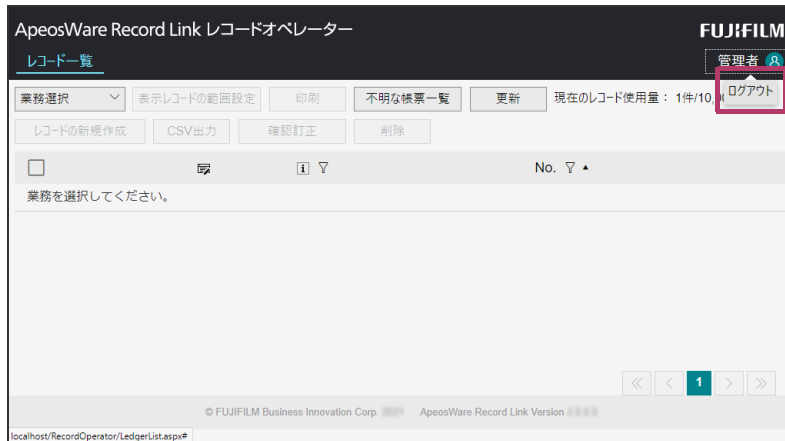 ApeosWare Record Link レコードオペレーター
FUJIFILM
レコード一覧
管理者
業務選択
表示レコードの範囲設定
印刷
不明な帳票一覧
更新
現在のレコード使用量： 1件/10,
ログアウト
レコードの新規作成
CSV出力
確認訂正
削除
No.
業務を選択してください。
1
© FUJIFILM Business Innovation Corp.
ApeosWare Record Link Version
localhost/RecordOperator/LedgerList.aspx#